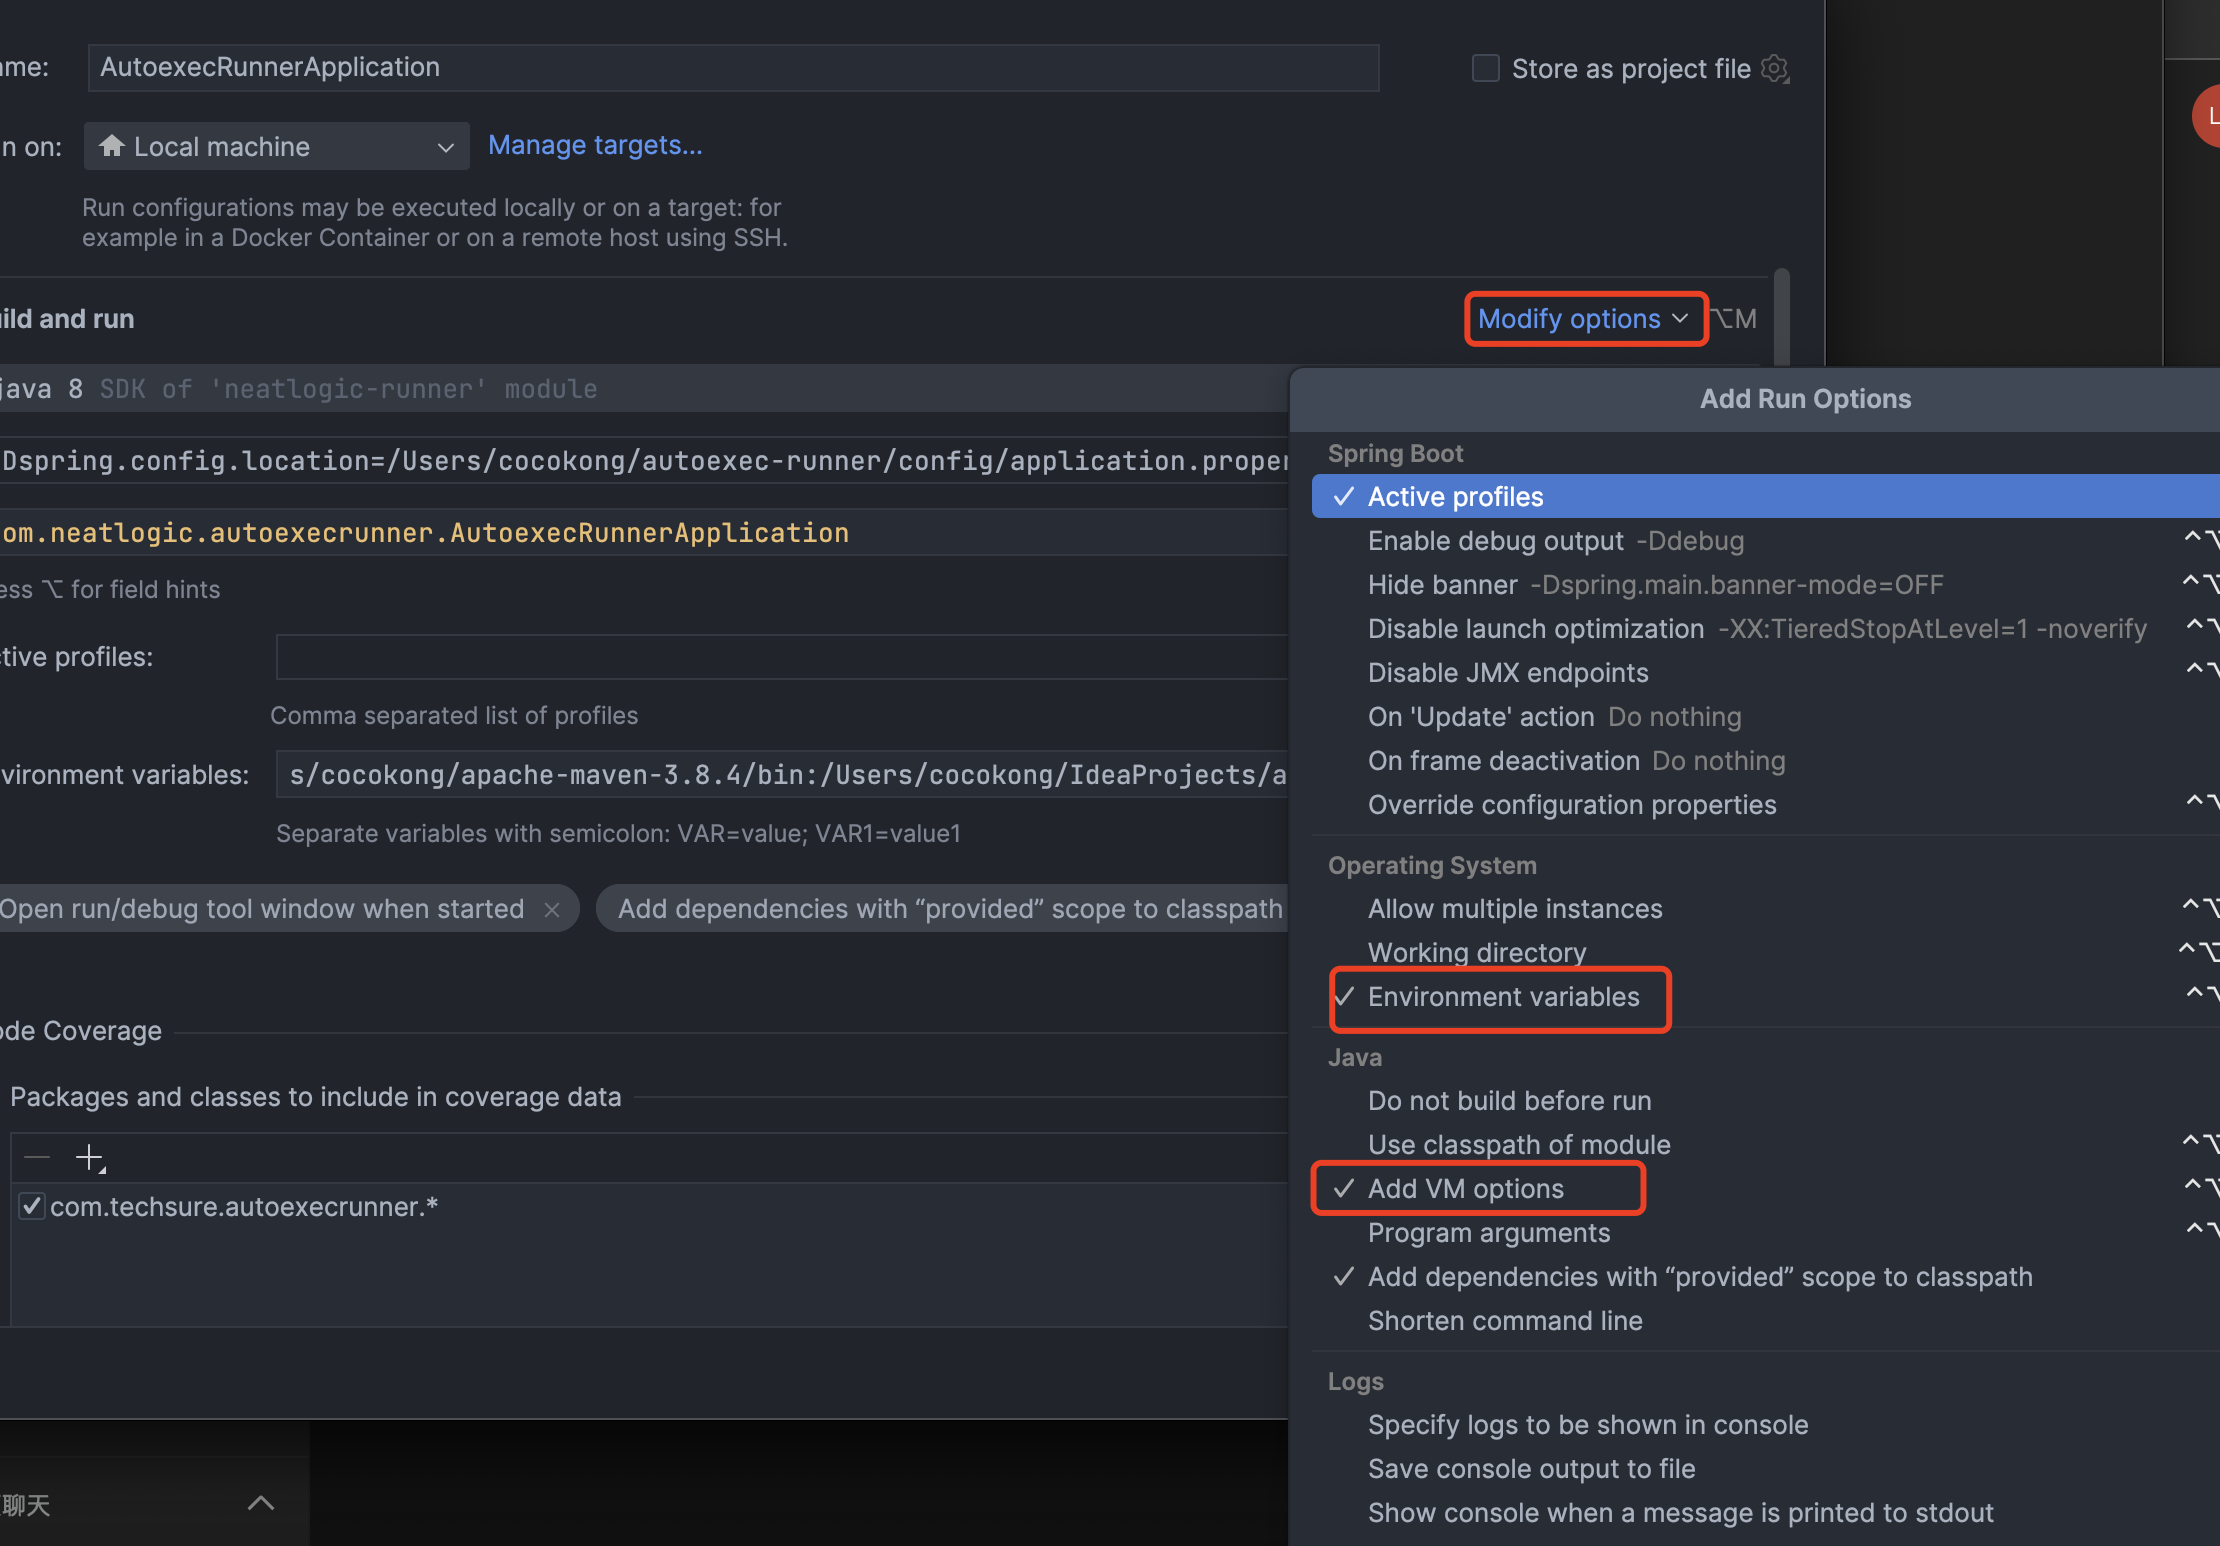 ame:
AutoexecRunnerApplication
Store as project file
n on:
Local machine
Manage targets...
Run configurations may be executed locally or on a target: for
example in a Docker Container or on a remote host using SSH.
ild and run
Modify options
⌥M
java 8 SDK of 'neatlogic-runner' module
Dspring.config.location=/Users/cocokong/autoexec-runner/config/application.proper
om.neatlogic.autoexecrunner.AutoexecRunnerApplication
ess ⌥ for field hints
tive profiles:
Comma separated list of profiles
vironment variables:
s/cocokong/apache-maven-3.8.4/bin:/Users/cocokong/IdeaProjects/a
Separate variables with semicolon: VAR=value; VAR1=value1
Open run/debug tool window when started ×
Add dependencies with “provided” scope to classpath
ode Coverage
Packages and classes to include in coverage data
com.techsure.autoexecrunner.*
聊天
L
Add Run Options
Spring Boot
✓ Active profiles
Enable debug output -Ddebug ^⌥
Hide banner -Dspring.main.banner-mode=OFF ^⌥
Disable launch optimization -XX:TieredStopAtLevel=1 -noverify ^⌥
Disable JMX endpoints ^⌥
On 'Update' action Do nothing
On frame deactivation Do nothing
Override configuration properties ^⌥
Operating System
Allow multiple instances ^⌥
Working directory ^⌥
✓ Environment variables ^⌥
Java
Do not build before run
Use classpath of module ^⌥
✓ Add VM options ^⌥
Program arguments ^⌥
✓ Add dependencies with “provided” scope to classpath
Shorten command line
Logs
Specify logs to be shown in console
Save console output to file
Show console when a message is printed to stdout